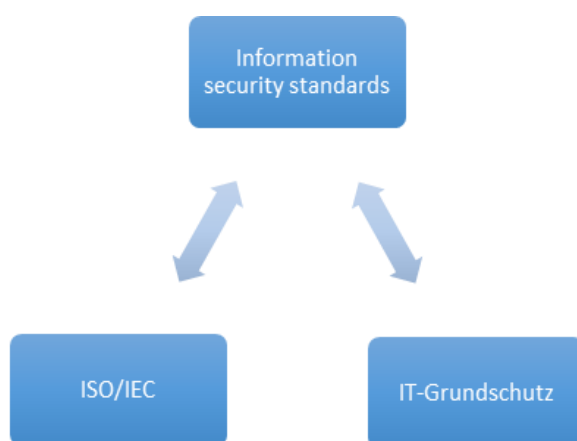 Information
security standards
ISO/IEC
IT-Grundschutz